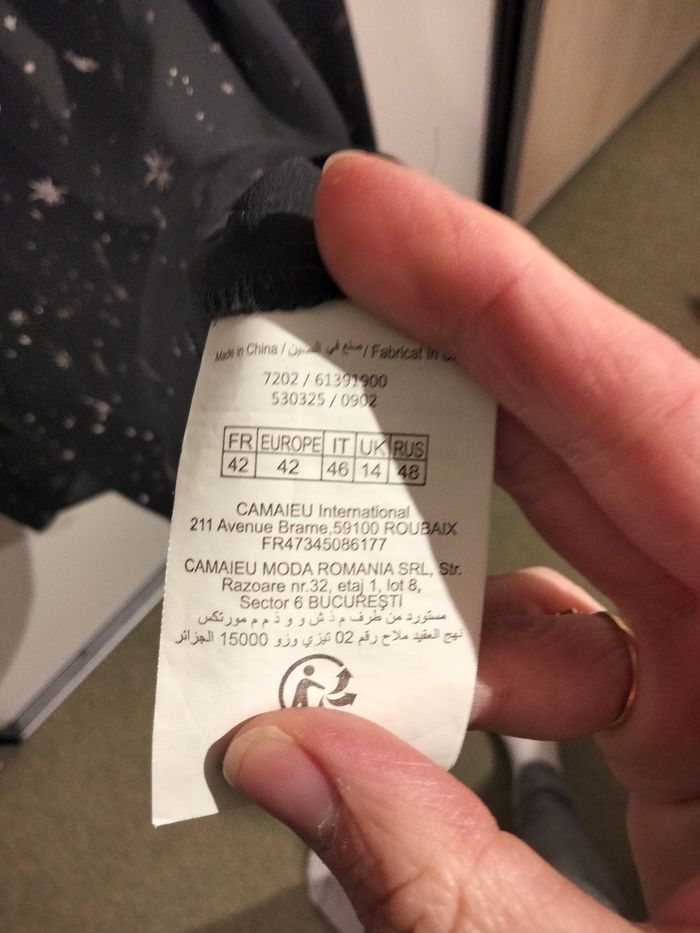 Made in China / صنع في الصين / Fabricat în
7202 / 61391900
530325 / 0902
FR EUROPE IT UK RUS
42 42 46 14 48
CAMAIEU International
211 Avenue Brame,59100 ROUBAIX
FR47345086177
CAMAIEU MODA ROMANIA SRL, Str.
Razoare nr.32, etaj 1, lot 8,
Sector 6 BUCUREŞTI
مستورد من طرف م ذ ش و و ذ م م مورتكس
نهج العقيد ملاح رقم 02 تيزي وزو 15000 الجزائر